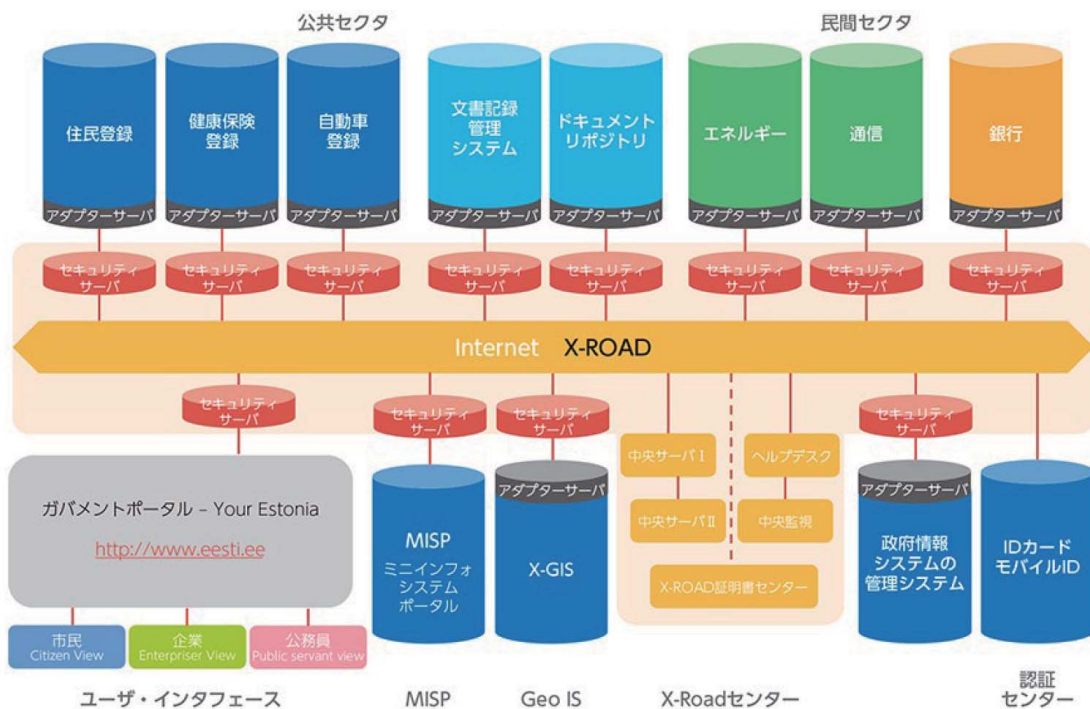 公共セクタ
民間セクタ
住民登録
健康保険
登録
自動車
登録
文書記録
管理
システム
ドキュメント
リポジトリ
エネルギー
通信
銀行
アダプターサーバ
アダプターサーバ
アダプターサーバ
アダプターサーバ
アダプターサーバ
アダプターサーバ
アダプターサーバ
アダプターサーバ
セキュリティ
サーバ
セキュリティ
サーバ
セキュリティ
サーバ
セキュリティ
サーバ
セキュリティ
サーバ
セキュリティ
サーバ
セキュリティ
サーバ
セキュリティ
サーバ
Internet X-ROAD
セキュリティ
サーバ
セキュリティ
サーバ
セキュリティ
サーバ
セキュリティ
サーバ
中央サーバⅠ
ヘルプデスク
中央サーバⅡ
中央監視
X-ROAD証明書センター
ガバメントポータル – Your Estonia
http://www.eesti.ee
MISP
ミニインフォ
システム
ポータル
アダプターサーバ
X-GIS
アダプターサーバ
政府情報
システムの
管理システム
IDカード
モバイルID
市民
Citizen View
企業
Enterpriser View
公務員
Public servant view
ユーザ・インタフェース
MISP
Geo IS
X-Roadセンター
認証
センター